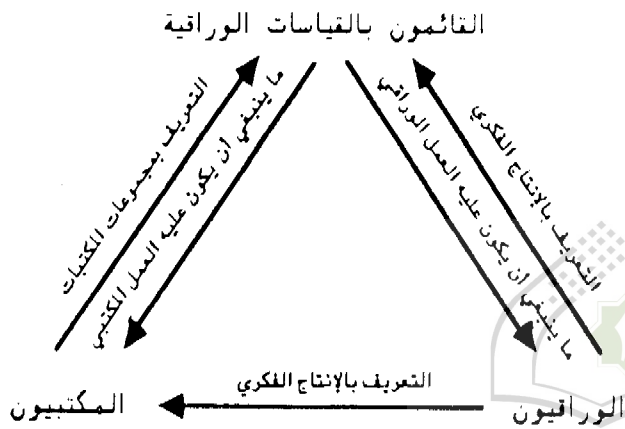 القائمون بالقياسات الوراقية
التعريف بالإنتاج الفكري
ما ينبغي أن يكون عليه العمل الوراقي
ما ينبغي أن يكون عليه العمل المكتبي
التعريف بمجموعات المكتبات
التعريف بالإنتاج الفكري
الوراقيون
المكتبيون